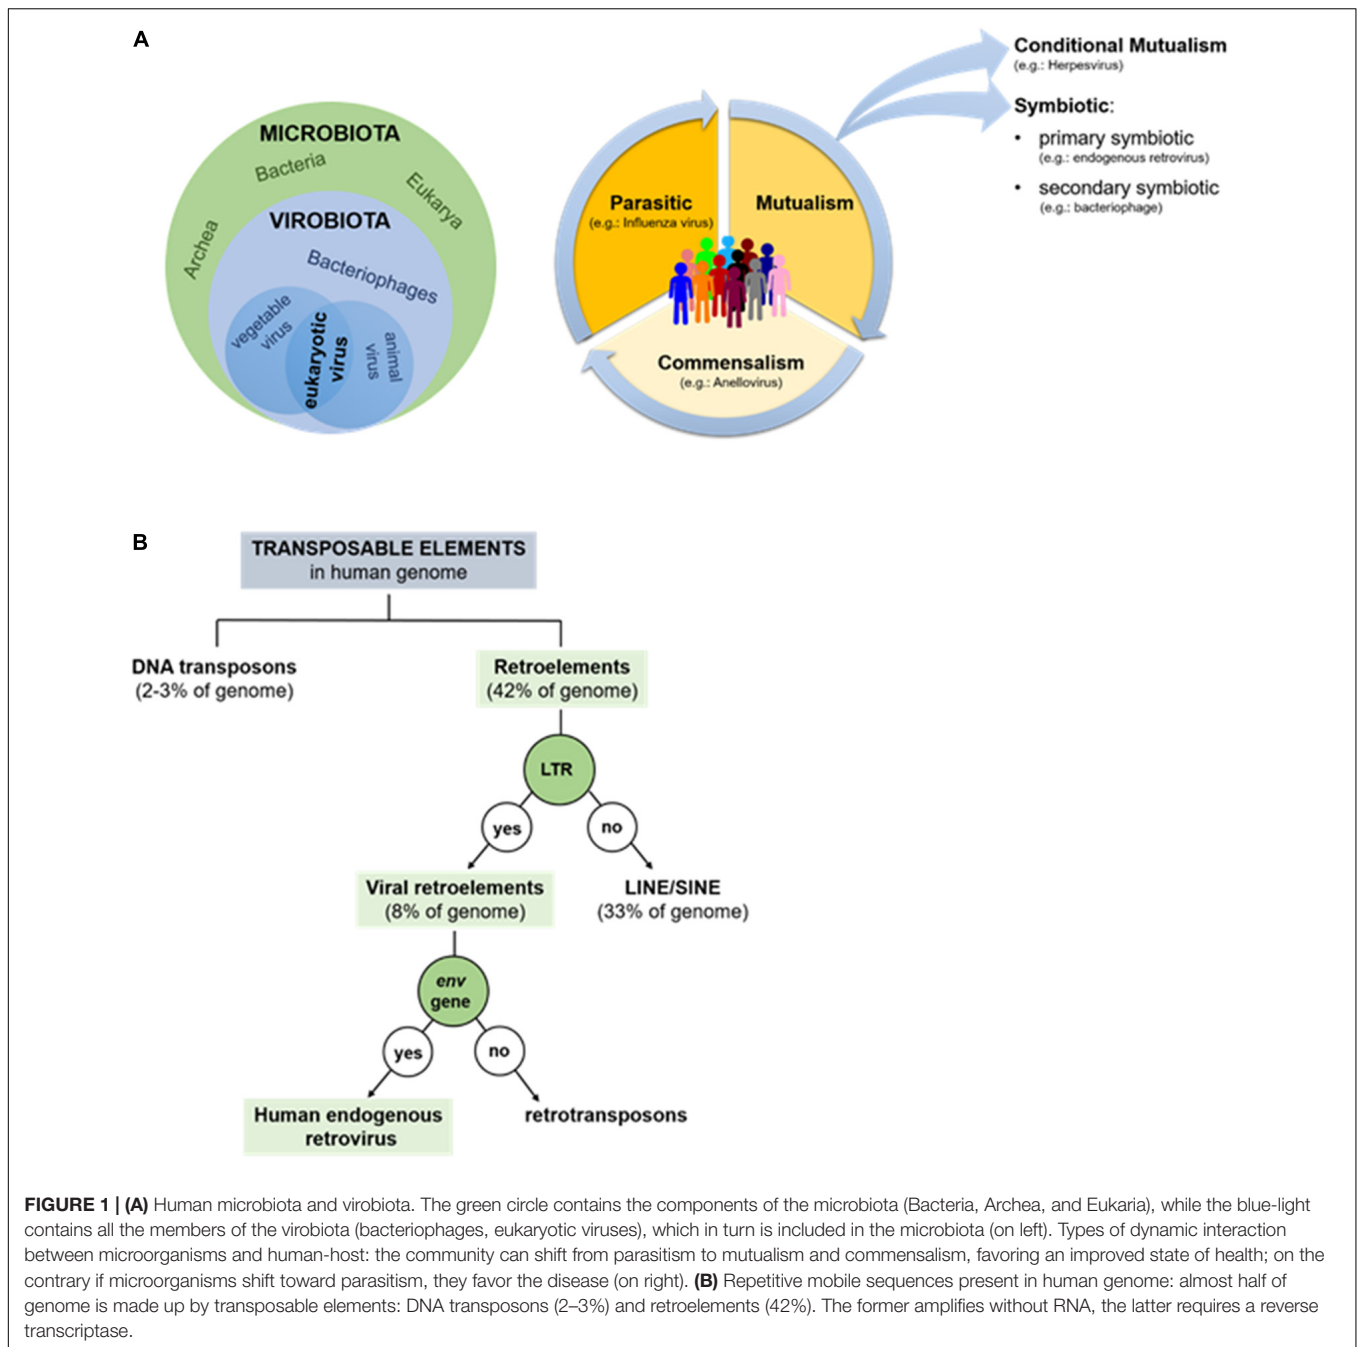 A
MICROBIOTA
Bacteria
Eukarya
Archea
VIROBIOTA
Bacteriophages
vegetable
virus
eukaryotic
virus
animal
virus
Parasitic
(e.g.: Influenza virus)
Mutualism
Commensalism
(e.g.: Anellovirus)
Conditional Mutualism
(e.g.: Herpesvirus)
Symbiotic:
• primary symbiotic
(e.g.: endogenous retrovirus)
• secondary symbiotic
(e.g.: bacteriophage)
B
TRANSPOSABLE ELEMENTS
in human genome
DNA transposons
(2-3% of genome)
Retroelements
(42% of genome)
LTR
yes
no
Viral retroelements
(8% of genome)
LINE/SINE
(33% of genome)
env
gene
yes
no
Human endogenous
retrovirus
retrotransposons
FIGURE 1 | (A) Human microbiota and virobiota. The green circle contains the components of the microbiota (Bacteria, Archea, and Eukaria), while the blue-light
contains all the members of the virobiota (bacteriophages, eukaryotic viruses), which in turn is included in the microbiota (on left). Types of dynamic interaction
between microorganisms and human-host: the community can shift from parasitism to mutualism and commensalism, favoring an improved state of health; on the
contrary if microorganisms shift toward parasitism, they favor the disease (on right). (B) Repetitive mobile sequences present in human genome: almost half of
genome is made up by transposable elements: DNA transposons (2–3%) and retroelements (42%). The former amplifies without RNA, the latter requires a reverse
transcriptase.